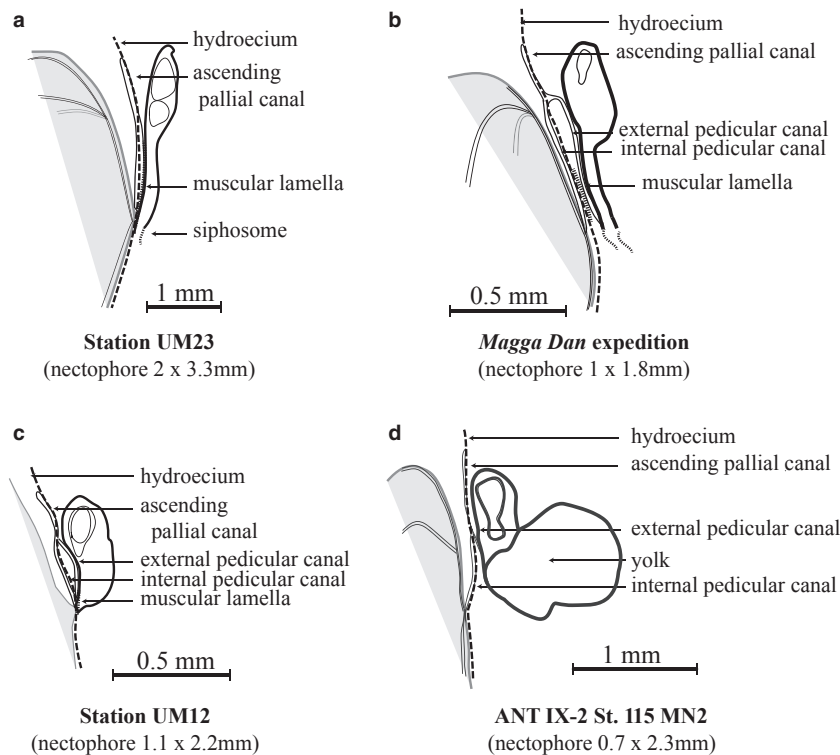 a
hydroecium
ascending
pallial canal
muscular lamella
siphosome
1 mm
Station UM23
(nectophore 2 x 3.3mm)
b
hydroecium
ascending pallial canal
external pedicular canal
internal pedicular canal
muscular lamella
0.5 mm
Magga Dan expedition
(nectophore 1 x 1.8mm)
c
hydroecium
ascending
pallial canal
external pedicular canal
internal pedicular canal
muscular lamella
0.5 mm
Station UM12
(nectophore 1.1 x 2.2mm)
d
hydroecium
ascending pallial canal
external pedicular canal
yolk
internal pedicular canal
1 mm
ANT IX-2 St. 115 MN2
(nectophore 0.7 x 2.3mm)